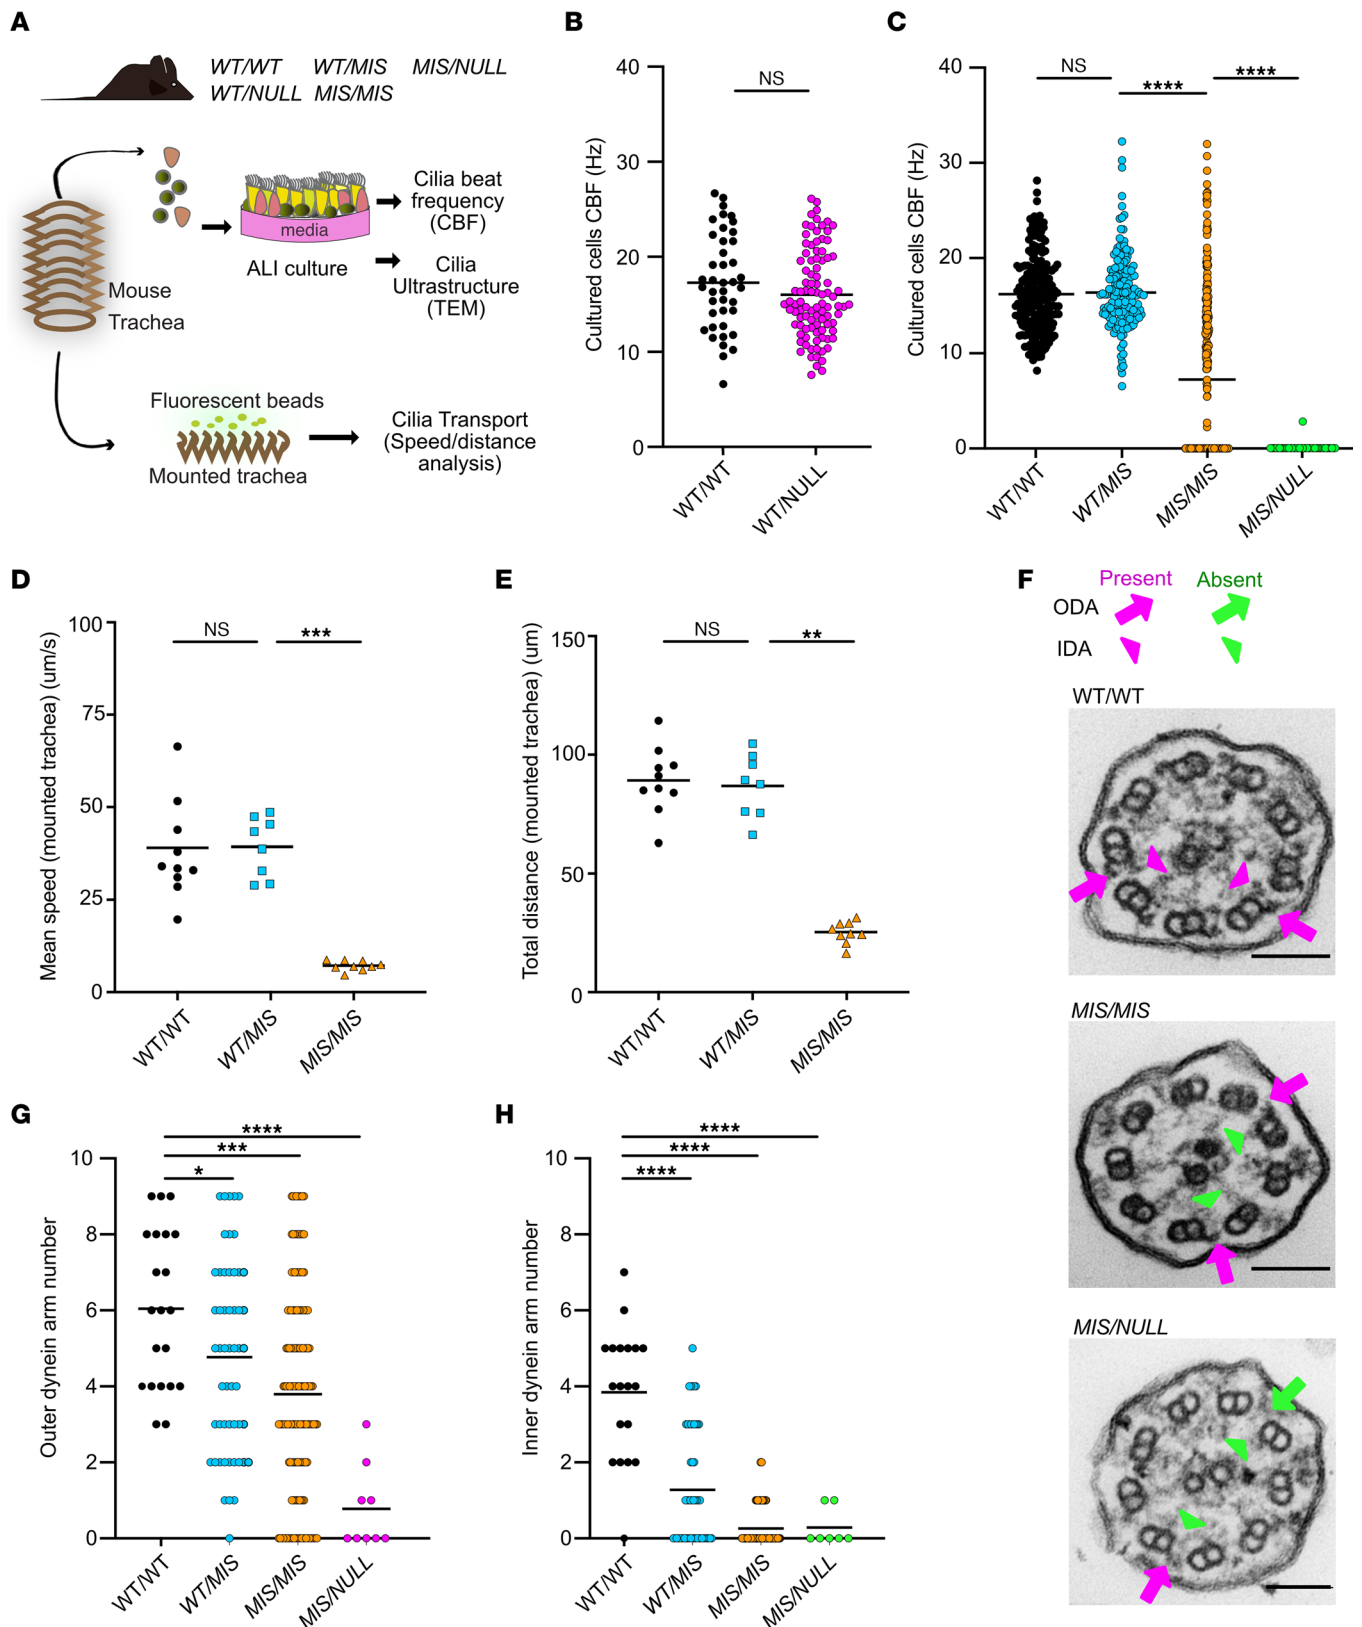 A
WT/WT WT/MIS MIS/NULL
WT/NULL MIS/MIS
Mouse
Trachea
media
ALI culture
Cilia beat
frequency
(CBF)
Cilia
Ultrastructure
(TEM)
Fluorescent beads
Mounted trachea
Cilia Transport
(Speed/distance
analysis)
B
Cultured cells CBF (Hz)
40
30
20
10
0
NS
WT/WT
WT/NULL
C
Cultured cells CBF (Hz)
40
30
20
10
0
NS
****
****
WT/WT
WT/MIS
MIS/MIS
MIS/NULL
D
Mean speed (mounted trachea) (um/s)
100
75
50
25
0
NS
***
WT/WT
WT/MIS
MIS/MIS
E
Total distance (mounted trachea) (um)
150
100
50
0
NS
**
WT/WT
WT/MIS
MIS/MIS
F
Present Absent
ODA
IDA
WT/WT
MIS/MIS
MIS/NULL
G
Outer dynein arm number
10
8
6
4
2
0
****
***
*
WT/WT
WT/MIS
MIS/MIS
MIS/NULL
H
Inner dynein arm number
10
8
6
4
2
0
****
****
****
WT/WT
WT/MIS
MIS/MIS
MIS/NULL